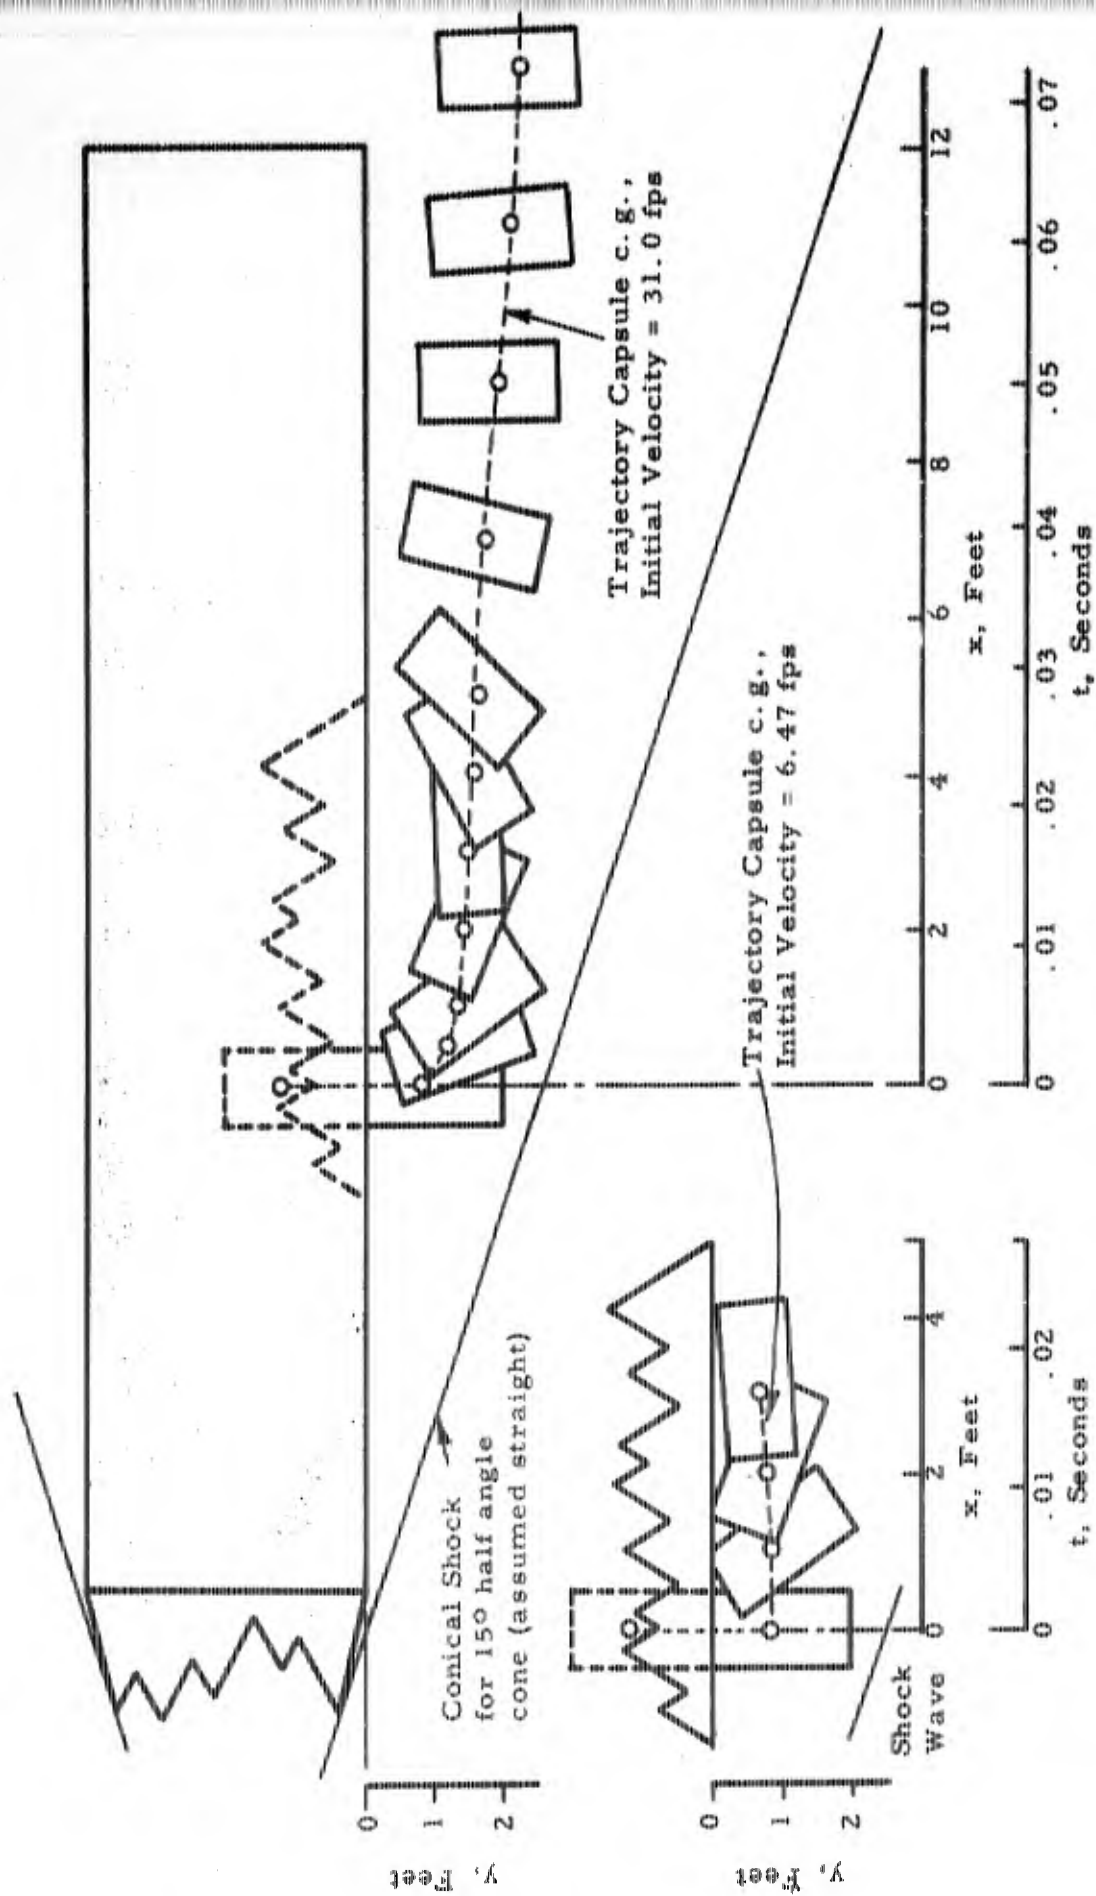 y, Feet
0
1
2
Conical Shock
for 15° half angle
cone (assumed straight)
Trajectory Capsule c.g.,
Initial Velocity = 31.0 fps
0
2
4
6
8
10
12
x, Feet
0
.01
.02
.03
.04
.05
.06
.07
t, Seconds
y, Feet
0
1
2
Shock
Wave
Trajectory Capsule c.g.,
Initial Velocity = 6.47 fps
0
2
4
x, Feet
0
.01
.02
t, Seconds